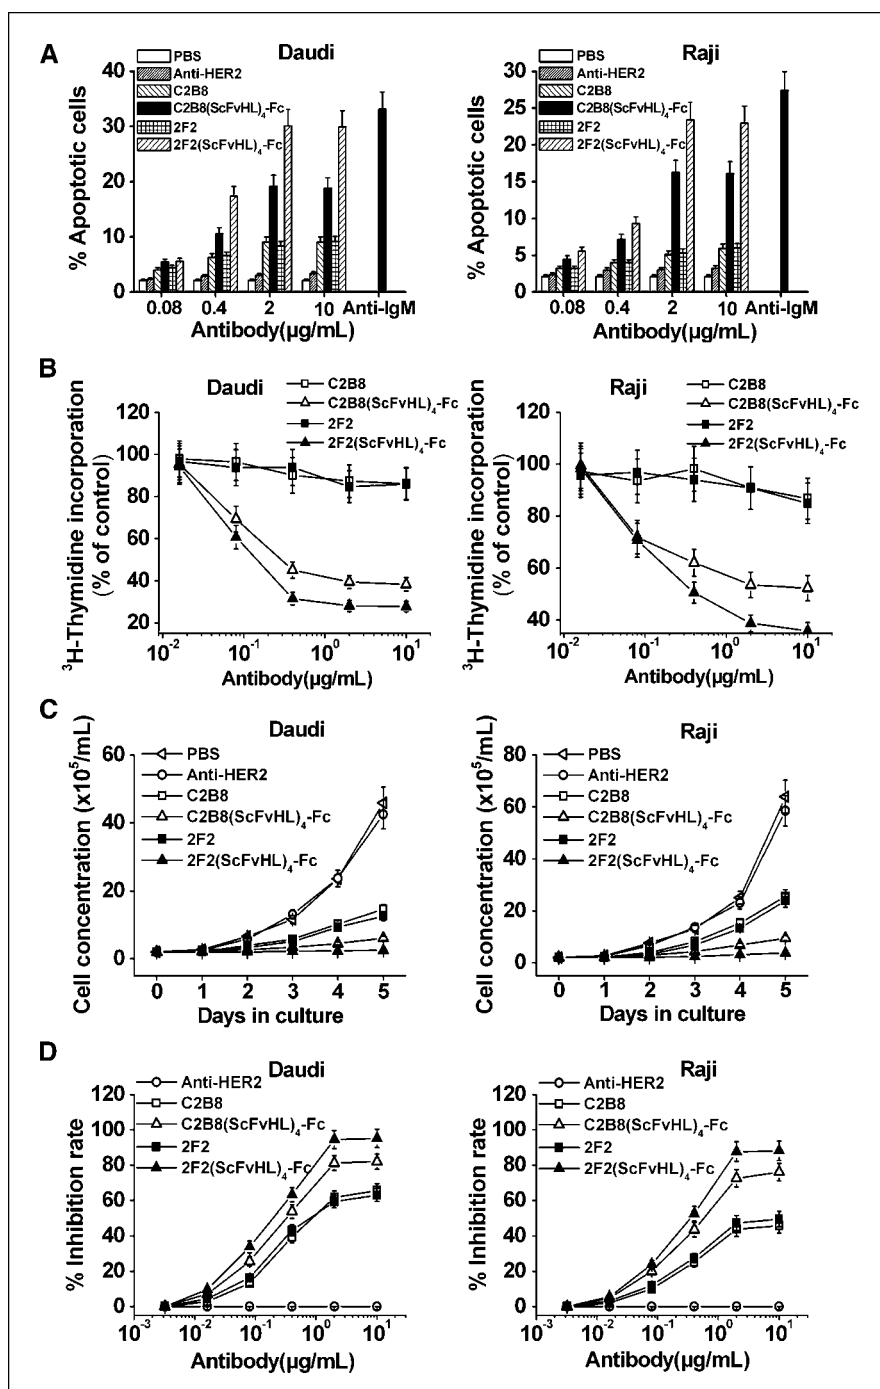 A
Daudi
PBS
Anti-HER2
C2B8
C2B8(ScFvHL)4-Fc
2F2
2F2(ScFvHL)4-Fc
% Apoptotic cells
40
30
20
10
0
0.08 0.4 2 10 Anti-IgM
Antibody(µg/mL)
Raji
PBS
Anti-HER2
C2B8
C2B8(ScFvHL)4-Fc
2F2
2F2(ScFvHL)4-Fc
% Apoptotic cells
30
25
20
15
10
5
0
0.08 0.4 2 10 Anti-IgM
Antibody(µg/mL)
B
Daudi
C2B8
C2B8(ScFvHL)4-Fc
2F2
2F2(ScFvHL)4-Fc
³H-Thymidine incorporation
(% of control)
120
100
80
60
40
20
10⁻² 10⁻¹ 10⁰ 10¹
Antibody(µg/mL)
Raji
C2B8
C2B8(ScFvHL)4-Fc
2F2
2F2(ScFvHL)4-Fc
³H-Thymidine incorporation
(% of control)
120
100
80
60
40
10⁻² 10⁻¹ 10⁰ 10¹
Antibody(µg/mL)
C
Daudi
PBS
Anti-HER2
C2B8
C2B8(ScFvHL)4-Fc
2F2
2F2(ScFvHL)4-Fc
Cell concentration (x10⁵/mL)
60
40
20
0
0 1 2 3 4 5
Days in culture
Raji
PBS
Anti-HER2
C2B8
C2B8(ScFvHL)4-Fc
2F2
2F2(ScFvHL)4-Fc
Cell concentration (x10⁵/mL)
80
60
40
20
0
0 1 2 3 4 5
Days in culture
D
Daudi
Anti-HER2
C2B8
C2B8(ScFvHL)4-Fc
2F2
2F2(ScFvHL)4-Fc
% Inhibition rate
120
100
80
60
40
20
0
10⁻³ 10⁻² 10⁻¹ 10⁰ 10¹
Antibody(µg/mL)
Raji
Anti-HER2
C2B8
C2B8(ScFvHL)4-Fc
2F2
2F2(ScFvHL)4-Fc
% Inhibition rate
120
100
80
60
40
20
0
10⁻³ 10⁻² 10⁻¹ 10⁰ 10¹
Antibody(µg/mL)